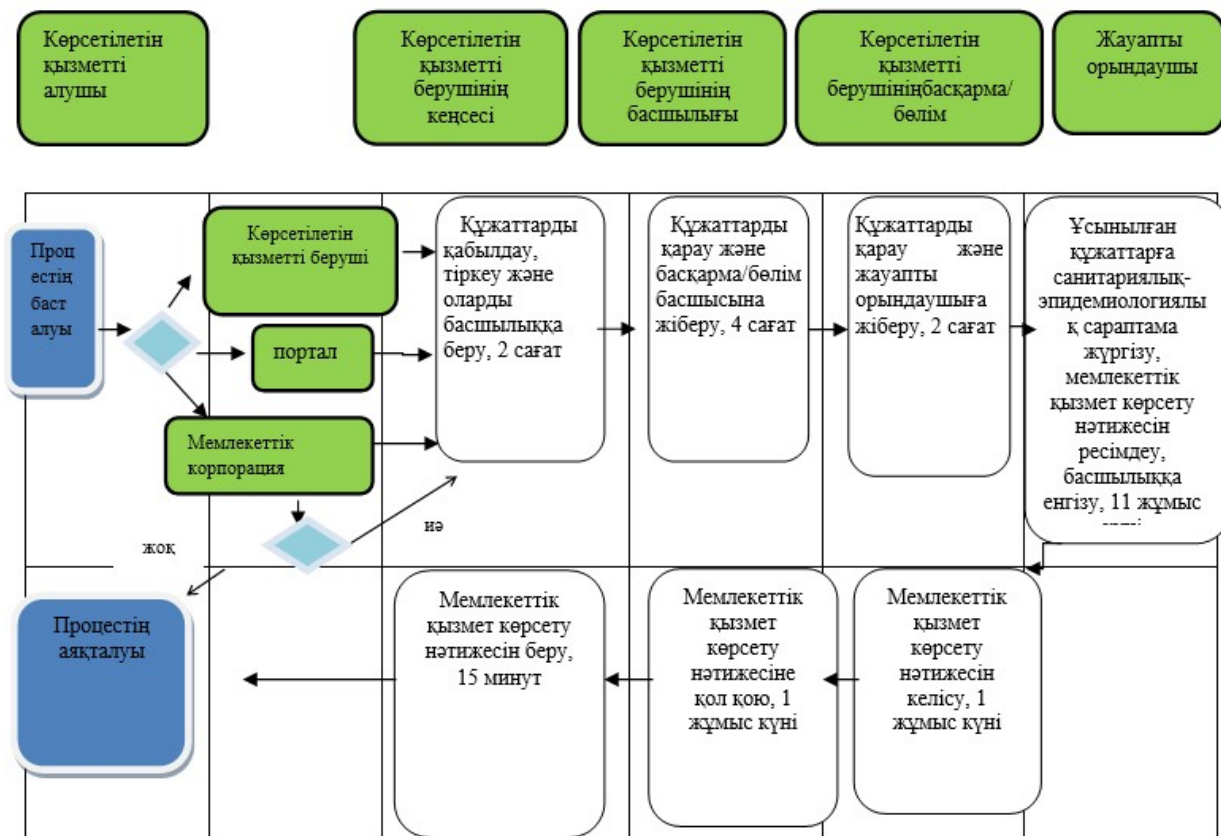 Көрсетілетін
қызметті
алушы
Көрсетілетін
қызметті
берушінің
кеңсесі
Көрсетілетін
қызметті
берушінің
басшылығы
Көрсетілетін
қызметті
берушініңбасқарма/
бөлім
Жауапты
орындаушы
Проц
естің
баст
алуы
Көрсетілетін
қызметті беруші
портал
Мемлекеттік
корпорация
Құжаттарды
қабылдау,
тіркеу және
оларды
басшылыққа
беру, 2 сағат
Құжаттарды
қарау және
басқарма/бөлім
басшысына
жіберу, 4 сағат
Құжаттарды
қарау және
жауапты
орындаушыға
жіберу, 2 сағат
Ұсынылған
құжаттарға
санитариялық-
эпидемиологиялы
қ сараптама
жүргізу,
мемлекеттік
қызмет көрсету
нәтижесін
ресімдеу,
басшылыққа
енгізу, 11 жұмыс
жоқ
иә
Процестің
аяқталуы
Мемлекеттік
қызмет көрсету
нәтижесін беру,
15 минут
Мемлекеттік
қызмет
көрсету
нәтижесіне
қол қою, 1
жұмыс күні
Мемлекеттік
қызмет
көрсету
нәтижесін
келісу, 1
жұмыс күні